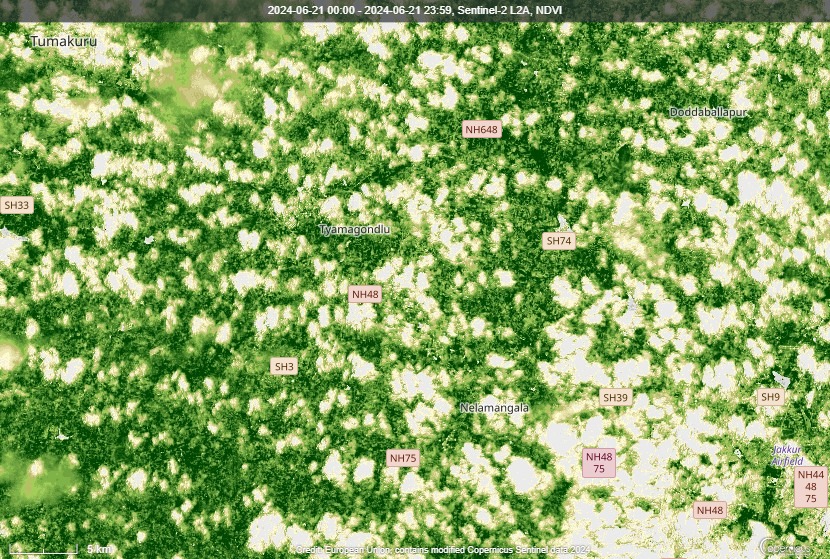 2024-06-21 00:00 - 2024-06-21 23:59, Sentinel-2 L2A, NDVI
Tumakuru
Doddaballapur
NH648
SH33
Tyamagondlu
SH74
NH48
SH3
SH39
SH9
Nelamangala
NH75
NH48
75
Jakkur
Airfield
NH44
48
75
NH48
5 km
Credit: European Union, contains modified Copernicus Sentinel data 2024